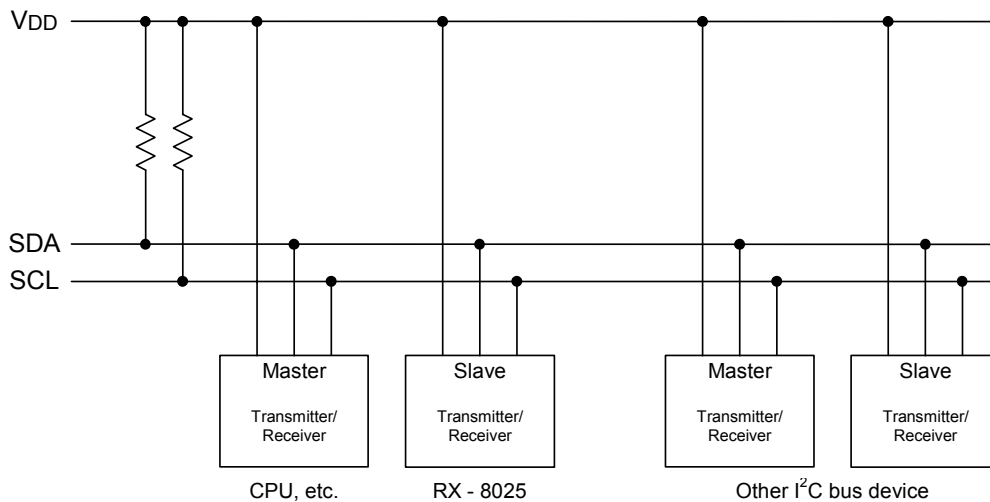 VDD
SDA
SCL
Master
Transmitter/
Receiver
Slave
Transmitter/
Receiver
Master
Transmitter/
Receiver
Slave
Transmitter/
Receiver
CPU, etc.
RX - 8025
Other I²C bus device